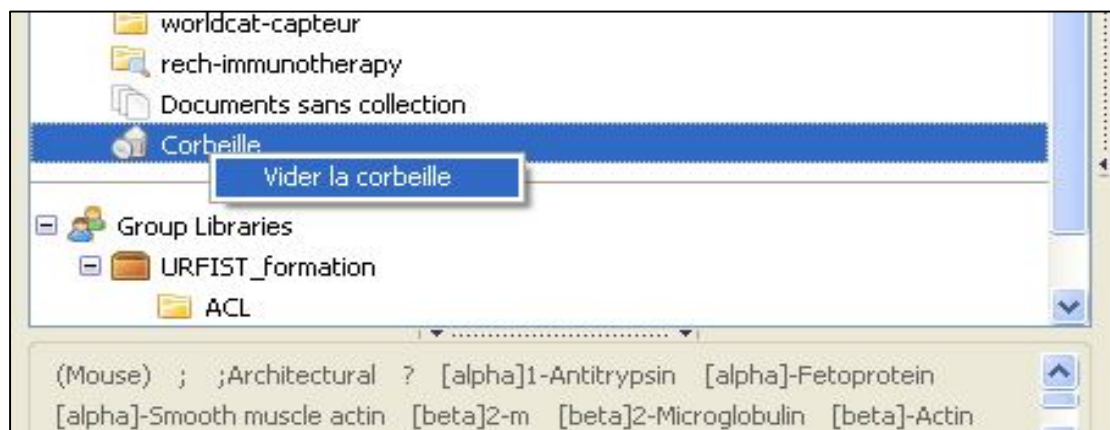 worldcat-capteur
rech-immunotherapy
Documents sans collection
Corbeille
Vider la corbeille
Group Libraries
URFIST_formation
ACL
(Mouse) ; ;Architectural ? [alpha]1-Antitrypsin [alpha]-Fetoprotein
[alpha]-Smooth muscle actin [beta]2-m [beta]2-Microglobulin [beta]-Actin